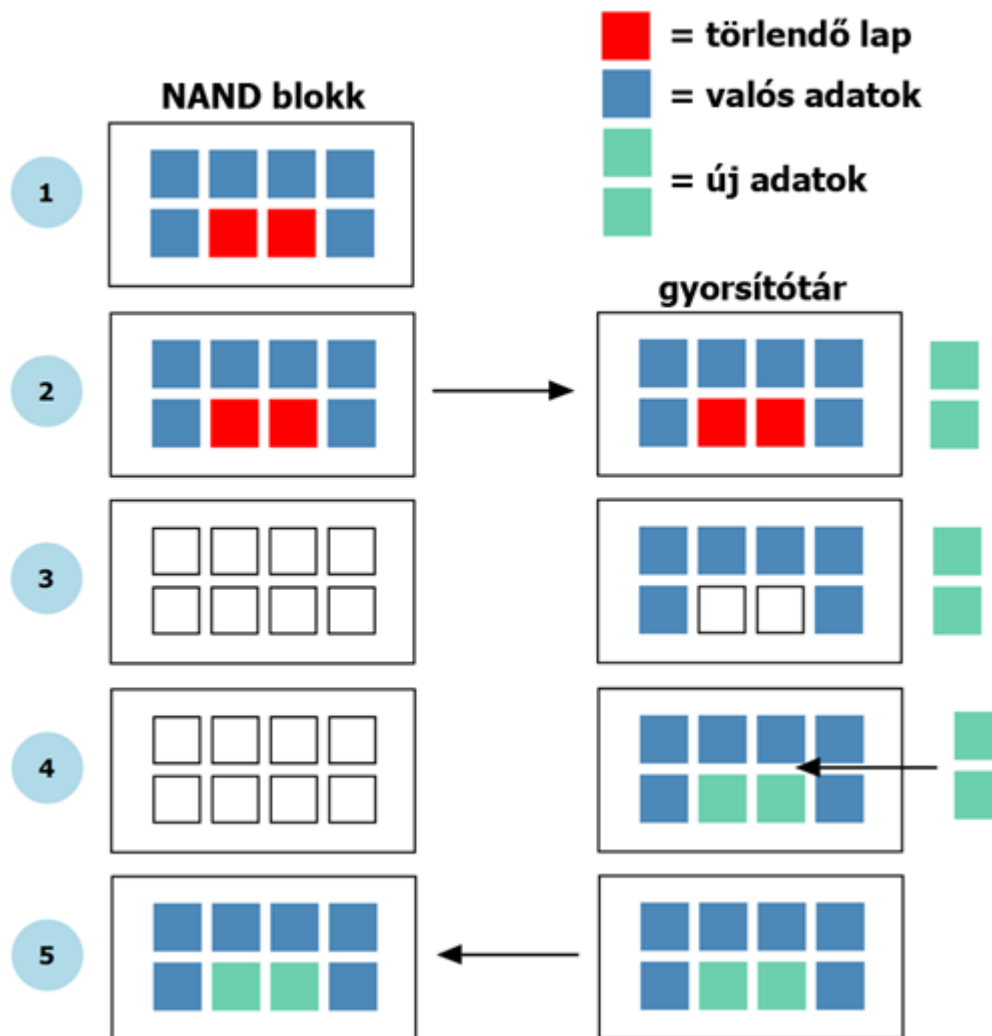 = törlendő lap
NAND blokk
= valós adatok
= új adatok
1
gyorsítótár
2
3
4
5